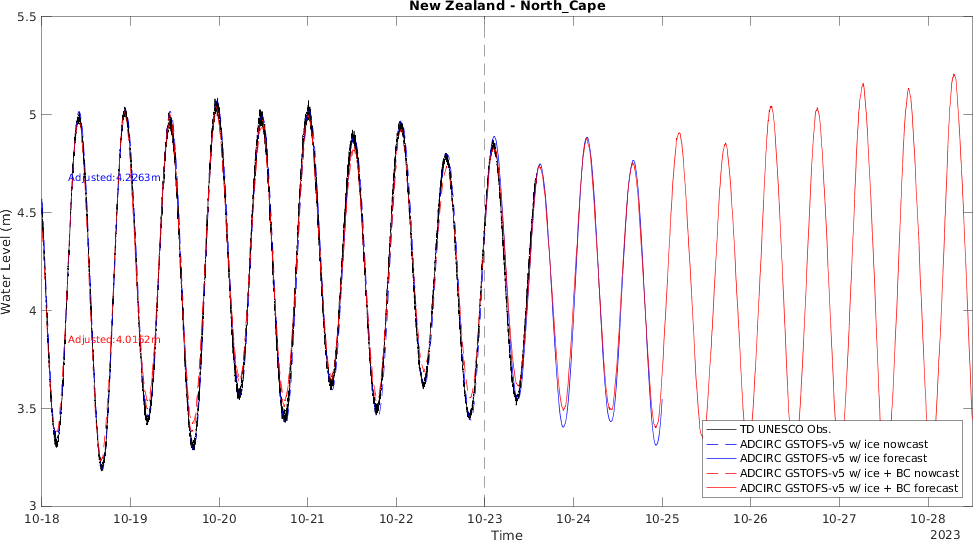 New Zealand - North_Cape
5.5
5
4.5
4
3.5
3
Water Level (m)
Adjusted:4.2263m
Adjusted:4.0162m
TD UNESCO Obs.
ADCIRC GSTOFS-v5 w/ ice nowcast
ADCIRC GSTOFS-v5 w/ ice forecast
ADCIRC GSTOFS-v5 w/ ice + BC nowcast
ADCIRC GSTOFS-v5 w/ ice + BC forecast
10-18 10-19 10-20 10-21 10-22 10-23 10-24 10-25 10-26 10-27 10-28
2023
Time